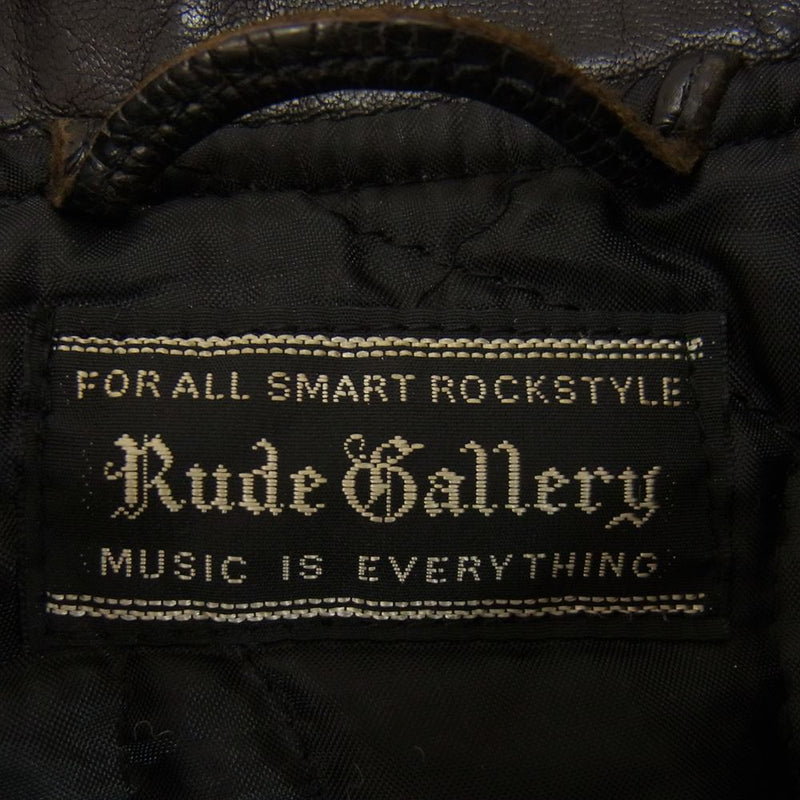 FOR ALL SMART ROCKSTYLE
Rude Gallery
MUSIC IS EVERYTHING